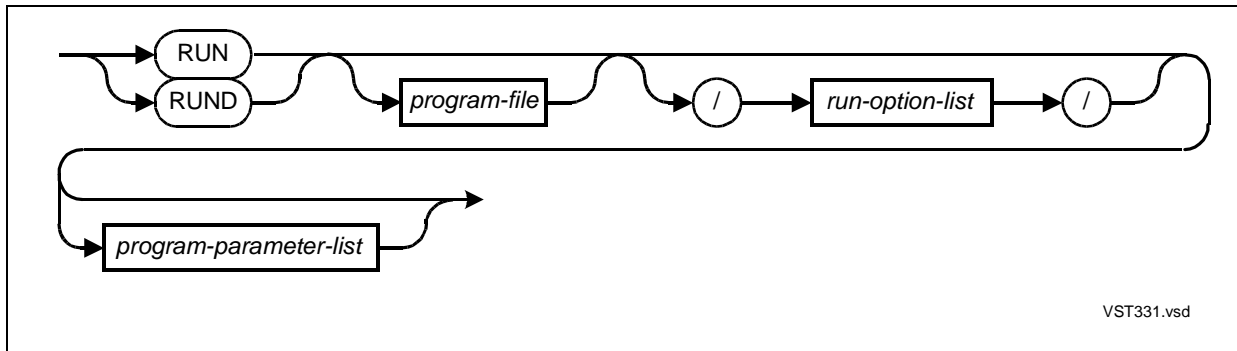 RUN
RUND
program-file
/
run-option-list
/
program-parameter-list
VST331.vsd